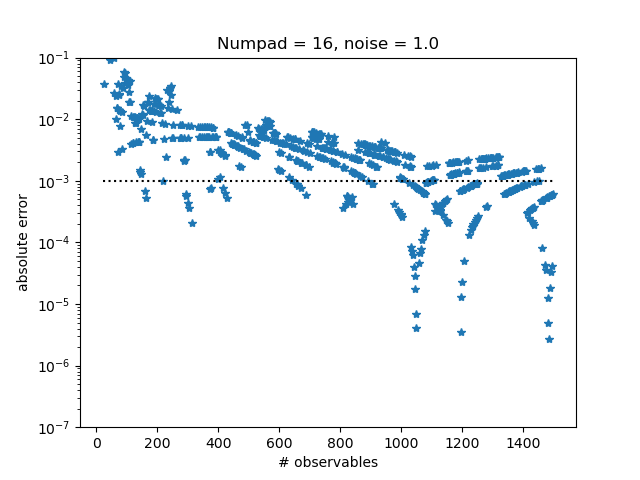 Numpad = 16, noise = 1.0
absolute error
10⁻¹
10⁻²
10⁻³
10⁻⁴
10⁻⁵
10⁻⁶
10⁻⁷
0 200 400 600 800 1000 1200 1400
# observables